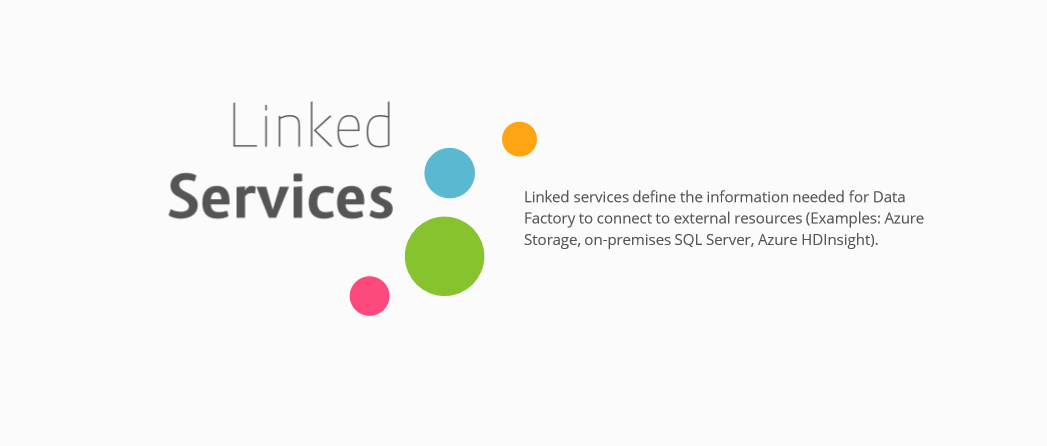 Linked
Services
Linked services define the information needed for Data
Factory to connect to external resources (Examples: Azure
Storage, on-premises SQL Server, Azure HDInsight).